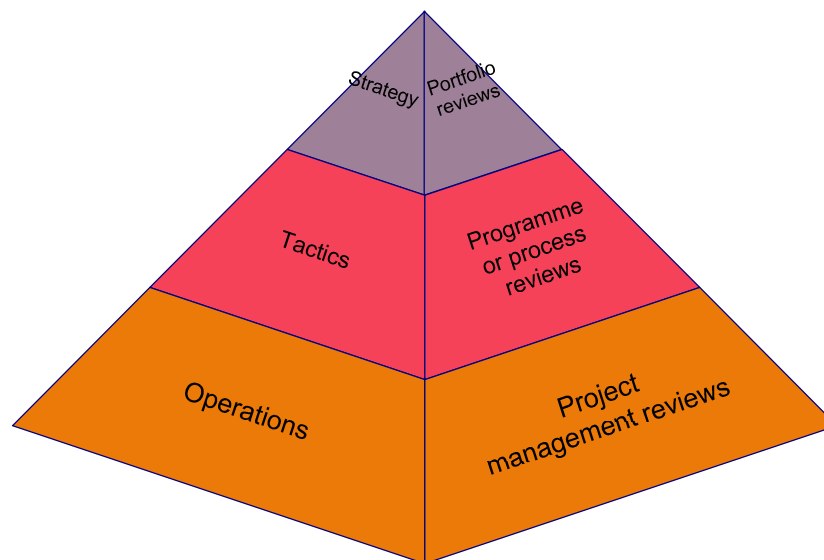 Strategy
Portfolio
reviews
Tactics
Programme
or process
reviews
Operations
Project
management reviews